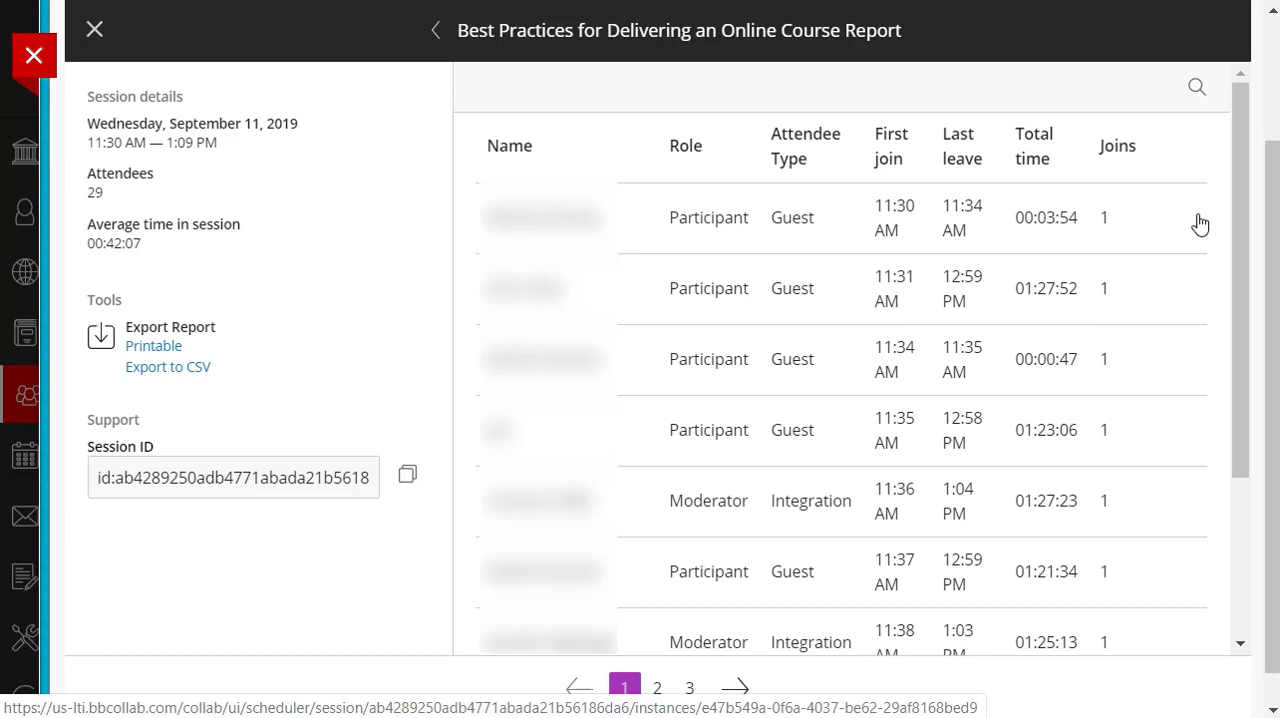 Best Practices for Delivering an Online Course Report
Session details
Wednesday, September 11, 2019
11:30 AM — 1:09 PM
Attendees
29
Average time in session
00:42:07
Tools
Export Report
Printable
Export to CSV
Support
Session ID
id:ab4289250adb4771abada21b5618
Name Role Attendee Type First join Last leave Total time Joins
Participant Guest 11:30 AM 11:34 AM 00:03:54 1
Participant Guest 11:31 AM 12:59 PM 01:27:52 1
Participant Guest 11:34 AM 11:35 AM 00:00:47 1
Participant Guest 11:35 AM 12:58 PM 01:23:06 1
Moderator Integration 11:36 AM 1:04 PM 01:27:23 1
Participant Guest 11:37 AM 12:59 PM 01:21:34 1
Moderator Integration 11:38 AM 1:03 PM 01:25:13 1
1 2 3
https://us-lti.bbcollab.com/collab/ui/scheduler/session/ab4289250adb4771abada21b56186da6/instances/e47b549a-0f6a-4037-be62-29af8168bed9